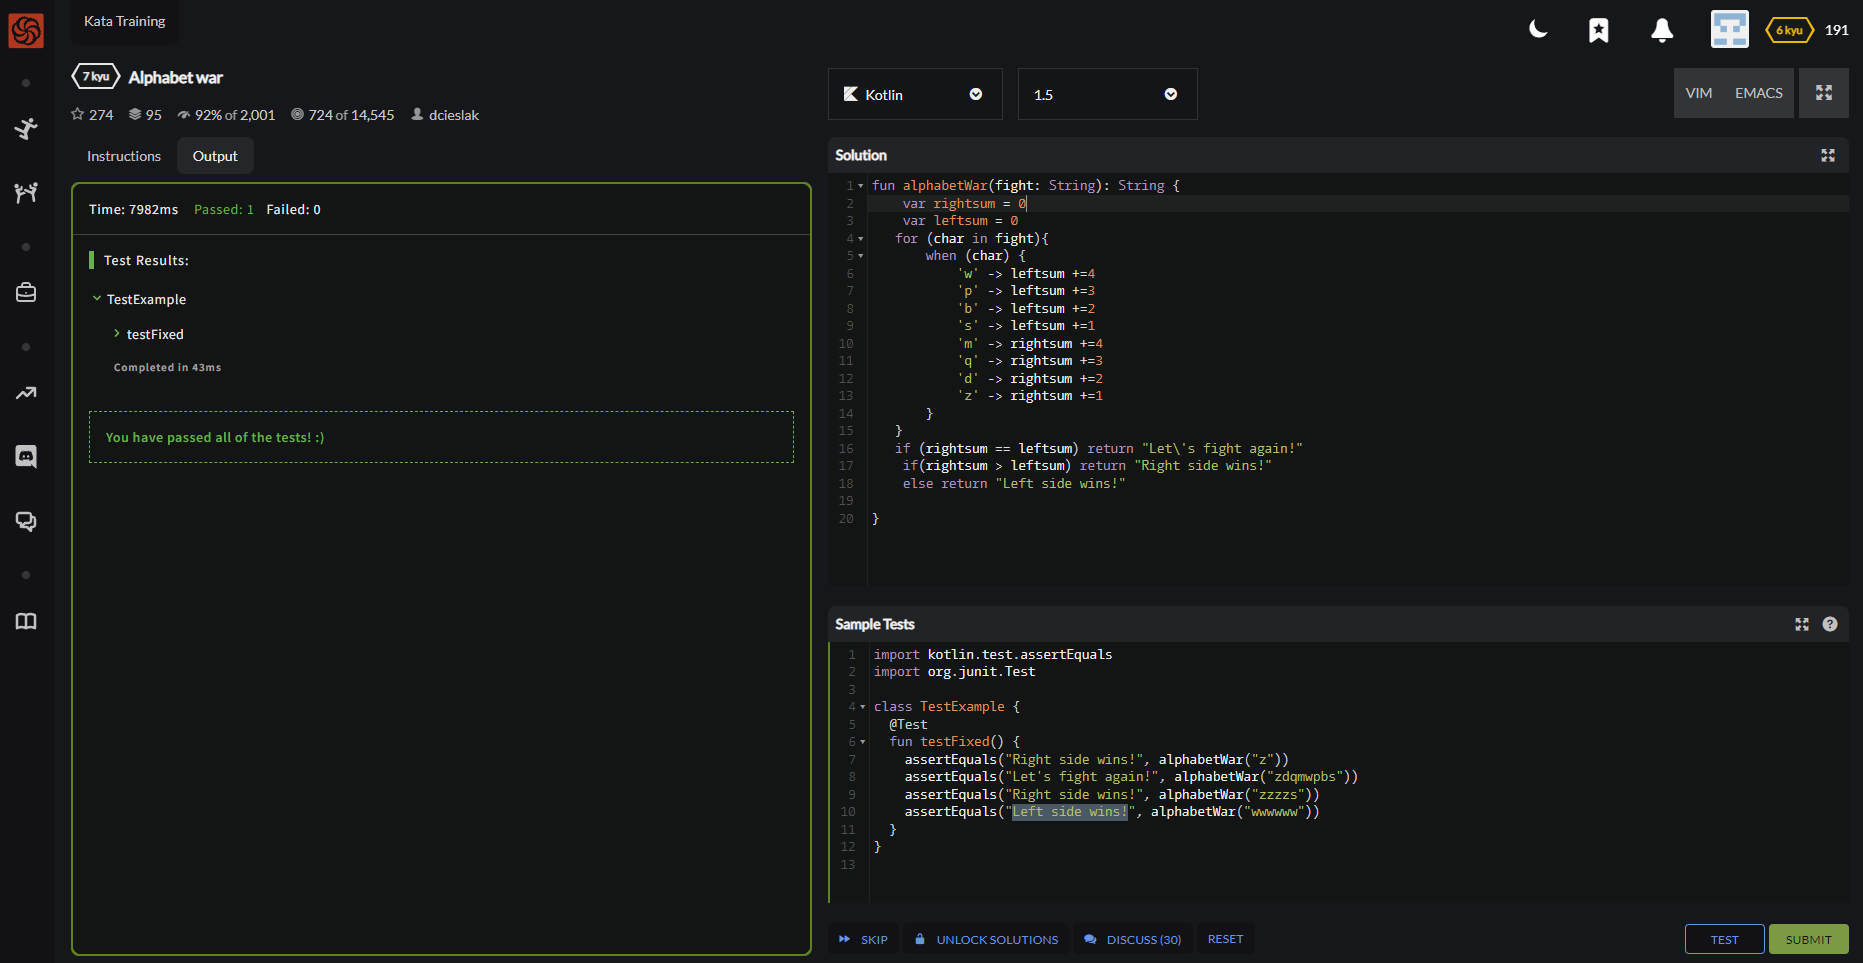 Kata Training
6 kyu 191
7 kyu Alphabet war
274 95 92% of 2,001 724 of 14,545 dcieslak
Instructions Output
Time: 7982ms Passed: 1 Failed: 0
Test Results:
TestExample
testFixed
Completed in 43ms
You have passed all of the tests! :)
Kotlin 1.5 VIM EMACS
Solution
1 fun alphabetWar(fight: String): String {
2 var rightsum = 0
3 var leftsum = 0
4 for (char in fight){
5 when (char) {
6 'w' -> leftsum +=4
7 'p' -> leftsum +=3
8 'b' -> leftsum +=2
9 's' -> leftsum +=1
10 'm' -> rightsum +=4
11 'q' -> rightsum +=3
12 'd' -> rightsum +=2
13 'z' -> rightsum +=1
14 }
15 }
16 if (rightsum == leftsum) return "Let\'s fight again!"
17 if(rightsum > leftsum) return "Right side wins!"
18 else return "Left side wins!"
19
20 }
Sample Tests
1 import kotlin.test.assertEquals
2 import org.junit.Test
3
4 class TestExample {
5 @Test
6 fun testFixed() {
7 assertEquals("Right side wins!", alphabetWar("z"))
8 assertEquals("Let's fight again!", alphabetWar("zdqmwpbs"))
9 assertEquals("Right side wins!", alphabetWar("zzzzs"))
10 assertEquals("Left side wins!", alphabetWar("wwwwww"))
11 }
12 }
13
SKIP UNLOCK SOLUTIONS DISCUSS (30) RESET TEST SUBMIT